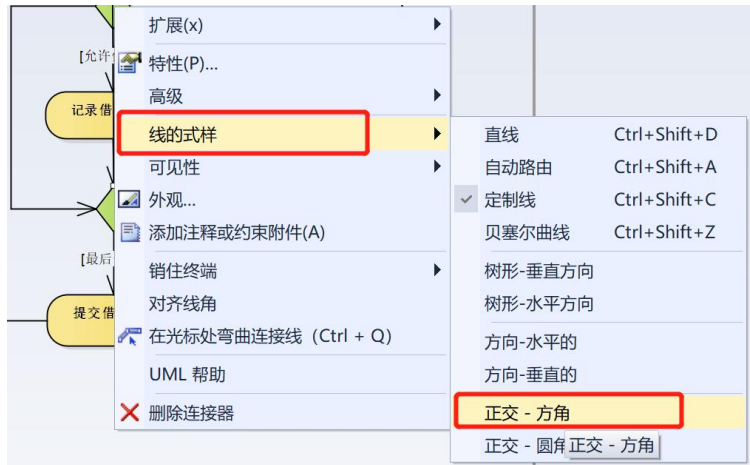 扩展(x)
[允许
特性(P)...
高级
记录借
线的式样
直线 Ctrl+Shift+D
可见性
自动路由 Ctrl+Shift+A
外观...
定制线 Ctrl+Shift+C
添加注释或约束附件(A)
贝塞尔曲线 Ctrl+Shift+Z
[最后
销住终端
树形-垂直方向
对齐线角
树形-水平方向
提交借
在光标处弯曲连接线（Ctrl + Q）
方向-水平的
UML 帮助
方向-垂直的
删除连接器
正交 - 方角
正交 - 圆角
正交 - 方角